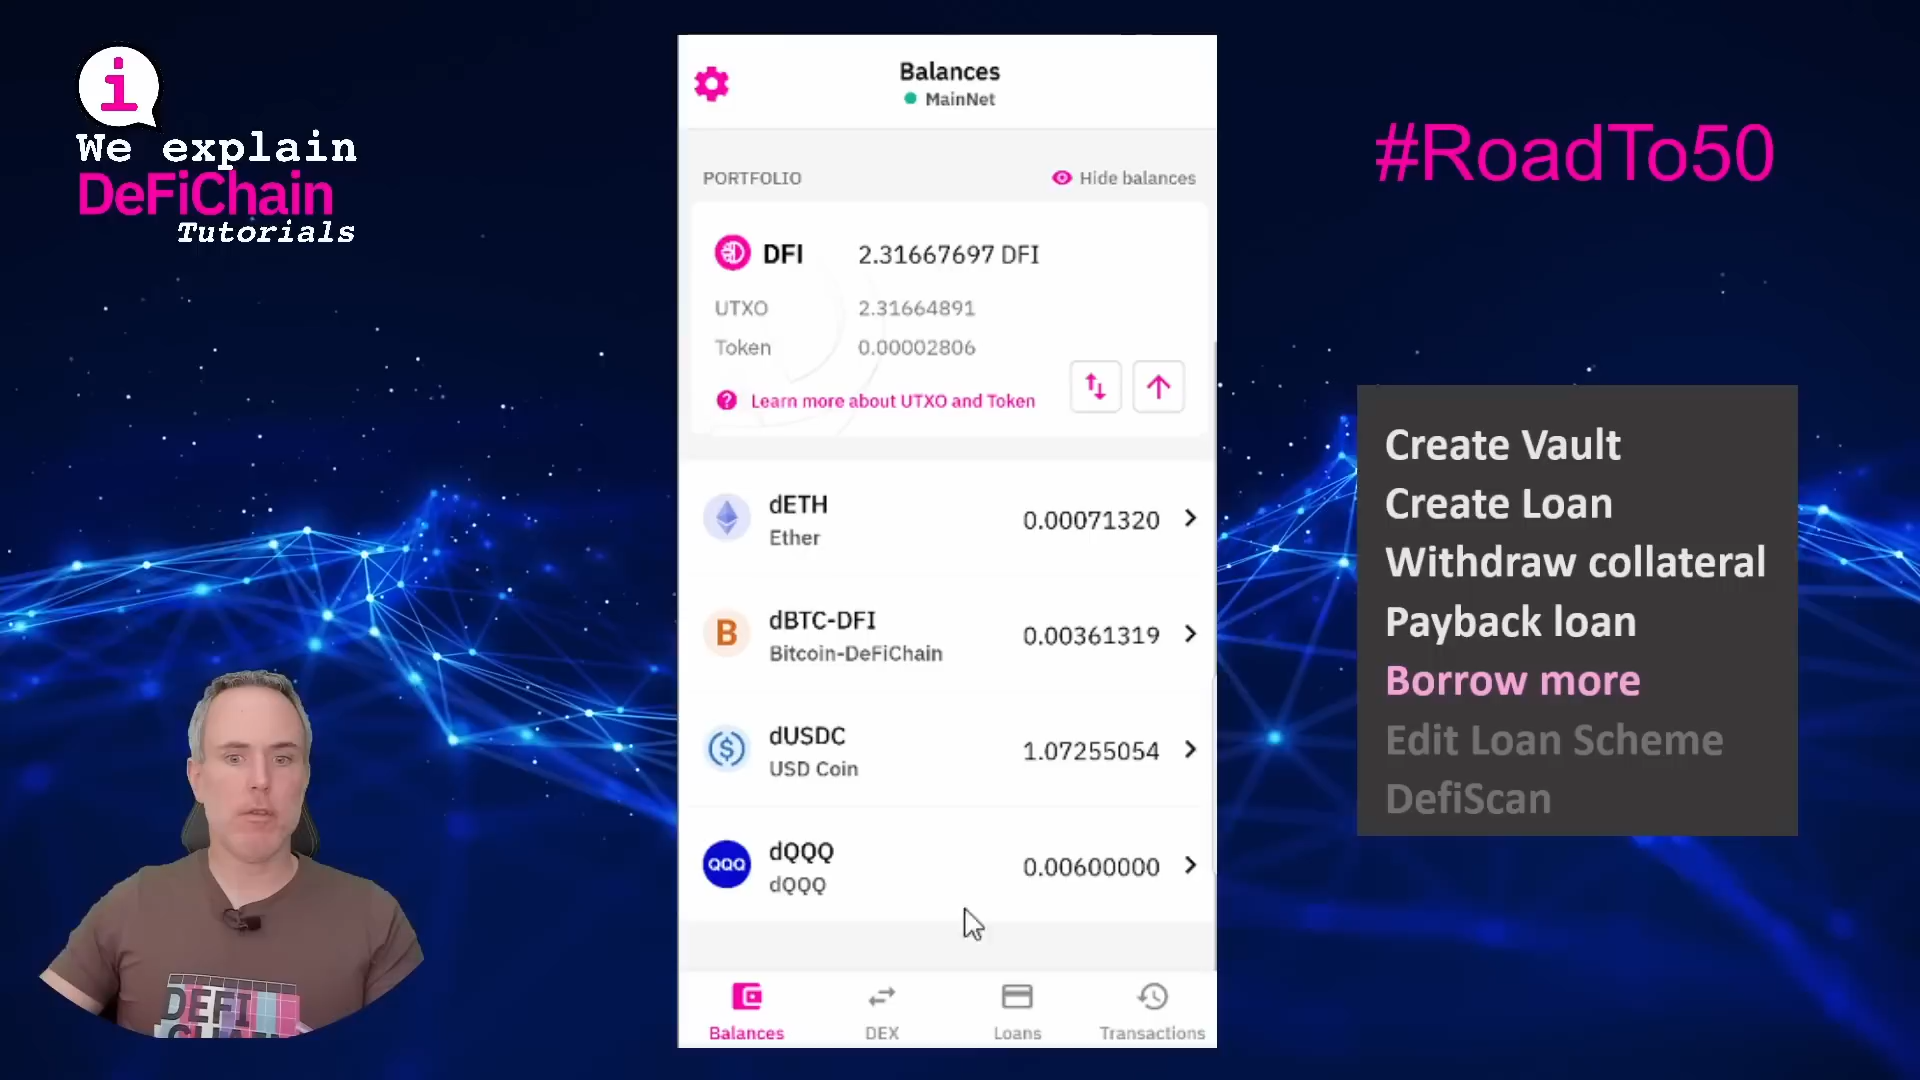 i
We explain
DeFiChain
Tutorials
Balances
MainNet
PORTFOLIO
Hide balances
DFI
2.31667697 DFI
UTXO
2.31664891
Token
0.00002806
? Learn more about UTXO and Token
dETH
Ether
0.00071320
B
dBTC-DFI
Bitcoin-DeFiChain
0.00361319
$
dUSDC
USD Coin
1.07255054
QQQ
dQQQ
dQQQ
0.00600000
Balances
DEX
Loans
Transactions
#RoadTo50
Create Vault
Create Loan
Withdraw collateral
Payback loan
Borrow more
Edit Loan Scheme
DefiScan
DEFI